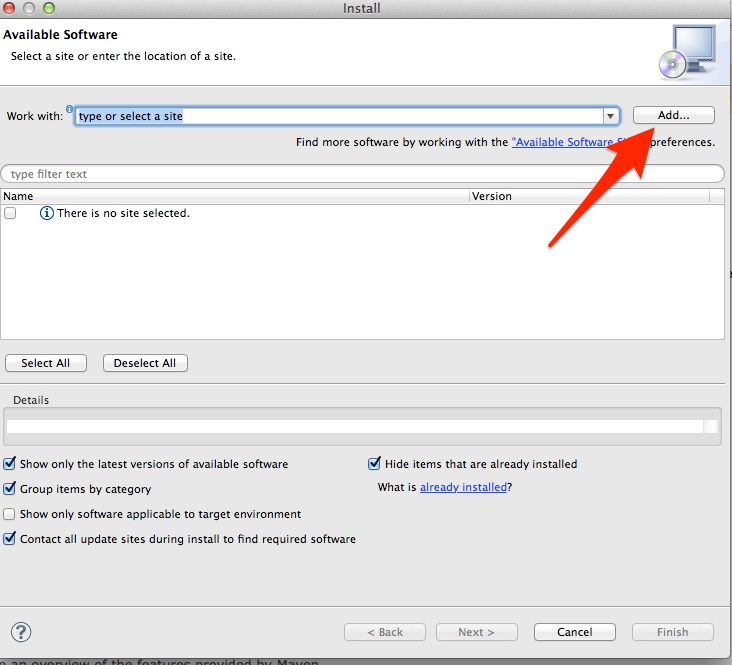 Install
Available Software
Select a site or enter the location of a site.
Work with: type or select a site Add...
Find more software by working with the "Available Software preferences.
type filter text
Name Version
There is no site selected.
Select All Deselect All
Details
Show only the latest versions of available software Hide items that are already installed
Group items by category What is already installed?
Show only software applicable to target environment
Contact all update sites during install to find required software
? < Back Next > Cancel Finish
an overview of the features provided by Maven